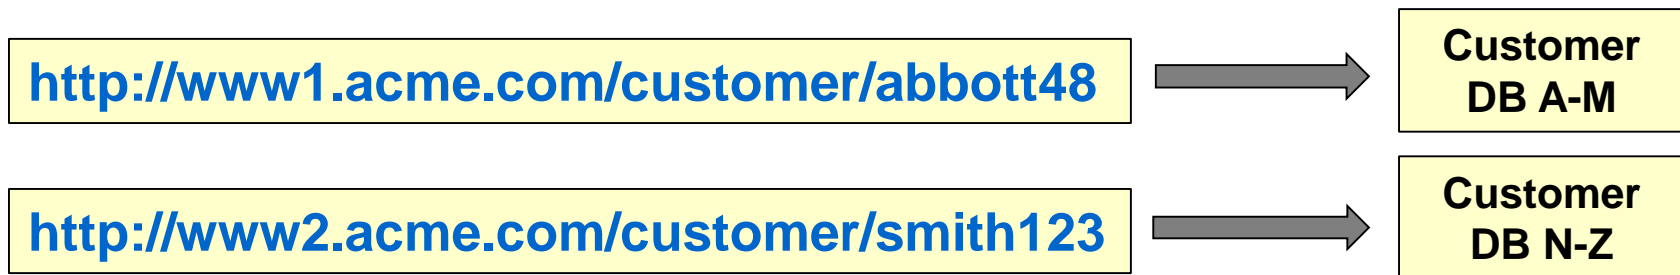 http://www1.acme.com/customer/abbott48
Customer
DB A-M
http://www2.acme.com/customer/smith123
Customer
DB N-Z